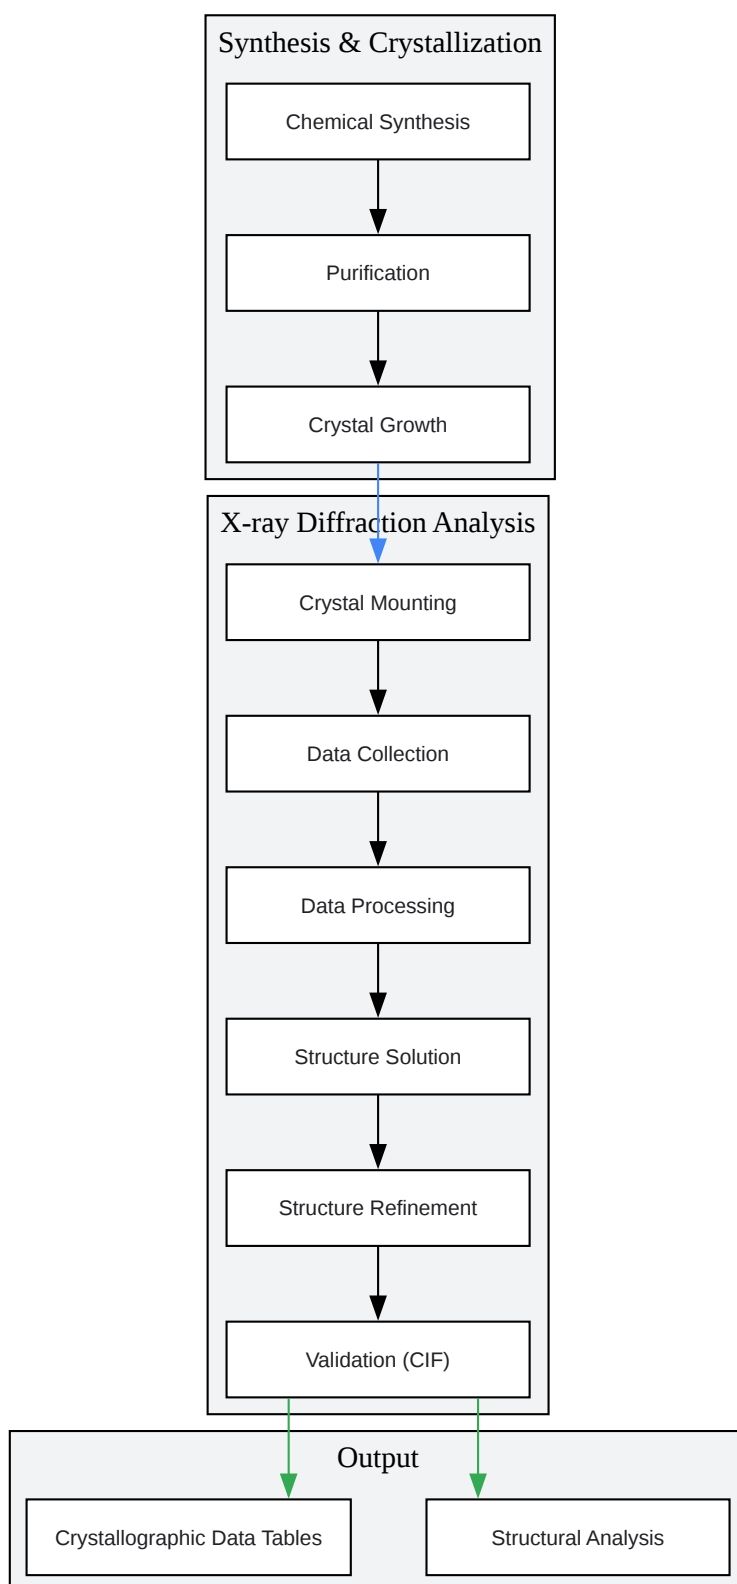 Synthesis & Crystallization
Chemical Synthesis
Purification
Crystal Growth
X-ray Diffraction Analysis
Crystal Mounting
Data Collection
Data Processing
Structure Solution
Structure Refinement
Validation (CIF)
Output
Crystallographic Data Tables
Structural Analysis